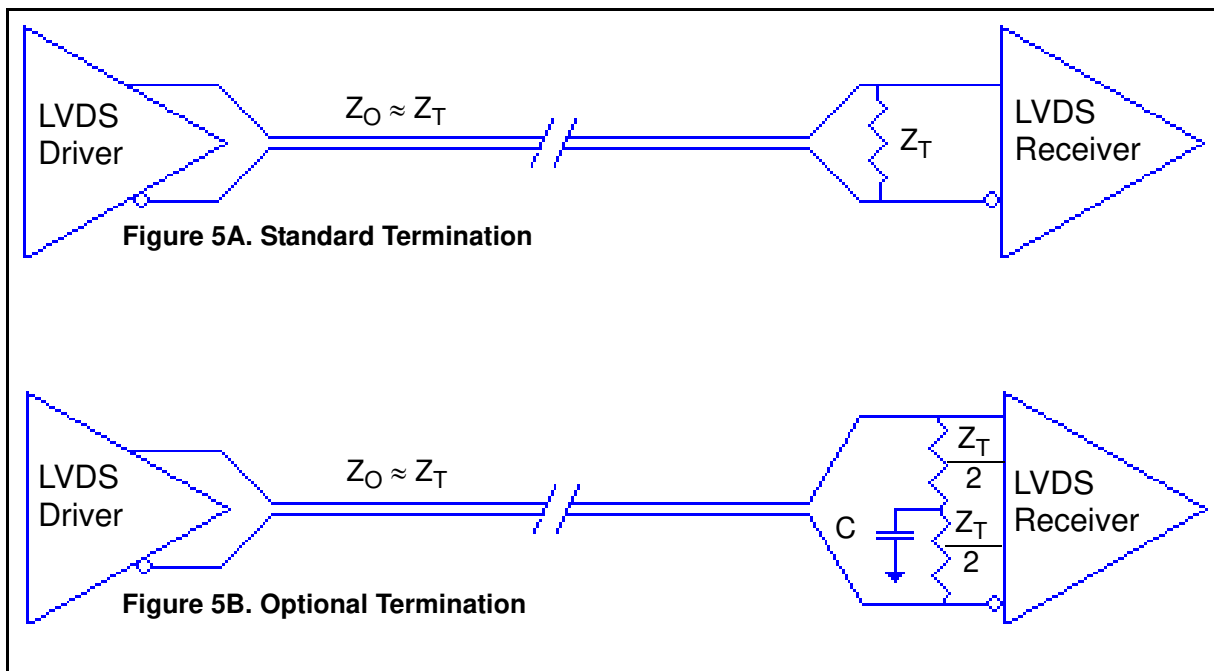 LVDS
Driver
Z_O ≈ Z_T
Z_T
LVDS
Receiver
Figure 5A. Standard Termination
LVDS
Driver
Z_O ≈ Z_T
C
Z_T
2
Z_T
2
LVDS
Receiver
Figure 5B. Optional Termination